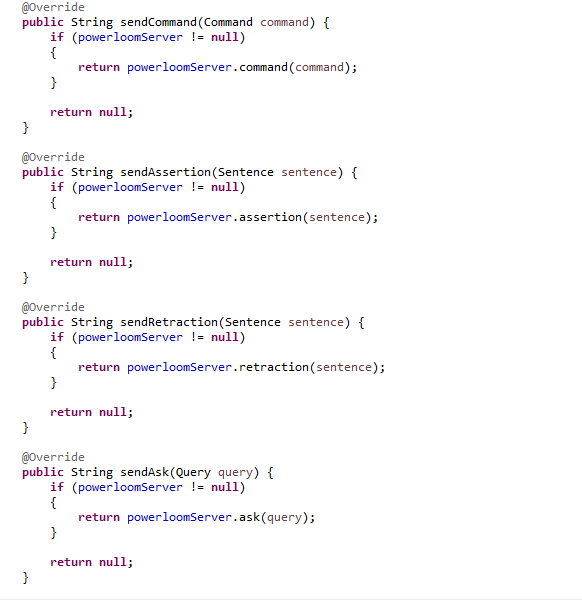 @Override
public String sendCommand(Command command) {
    if (powerloomServer != null)
    {
        return powerloomServer.command(command);
    }

    return null;
}

@Override
public String sendAssertion(Sentence sentence) {
    if (powerloomServer != null)
    {
        return powerloomServer.assertion(sentence);
    }

    return null;
}

@Override
public String sendRetraction(Sentence sentence) {
    if (powerloomServer != null)
    {
        return powerloomServer.retraction(sentence);
    }

    return null;
}

@Override
public String sendAsk(Query query) {
    if (powerloomServer != null)
    {
        return powerloomServer.ask(query);
    }

    return null;
}